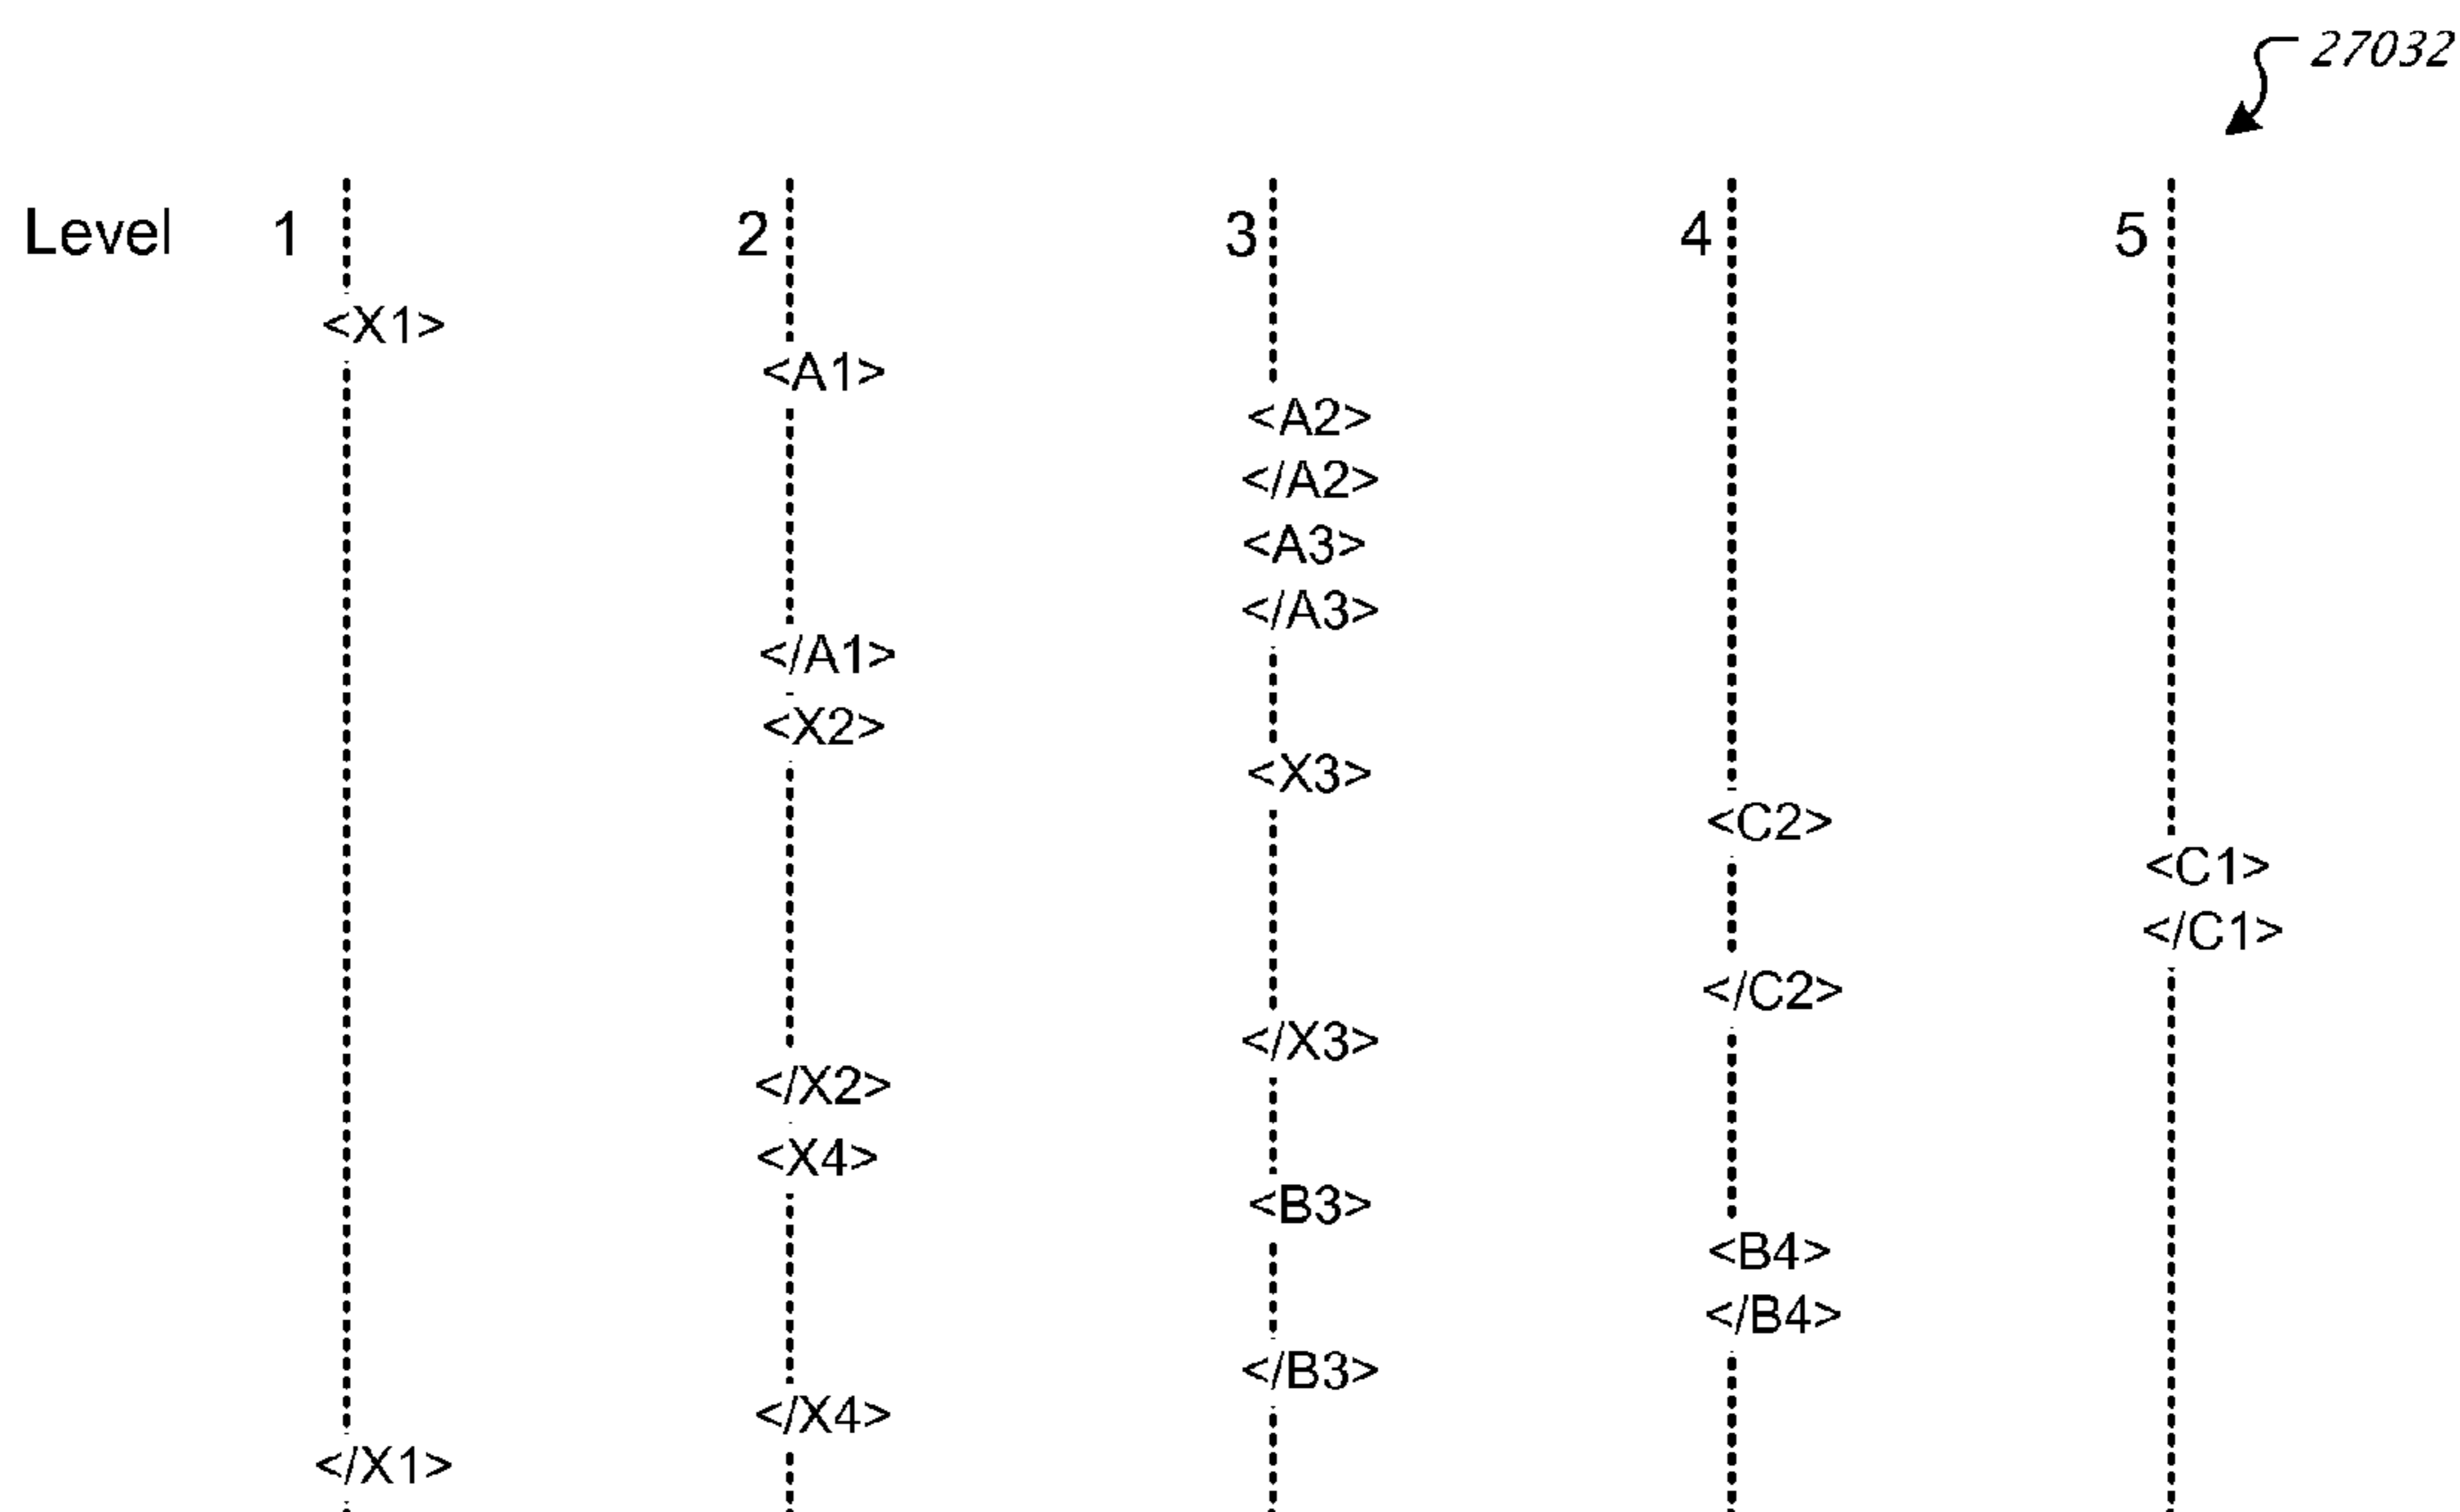 27032
Level 1 2 3 4 5
<X1>
<A1>
<A2>
</A2>
<A3>
</A3>
</A1>
<X2>
<X3>
<C2>
<C1>
</C1>
</C2>
</X3>
</X2>
<X4>
<B3>
<B4>
</B4>
</B3>
</X4>
</X1>